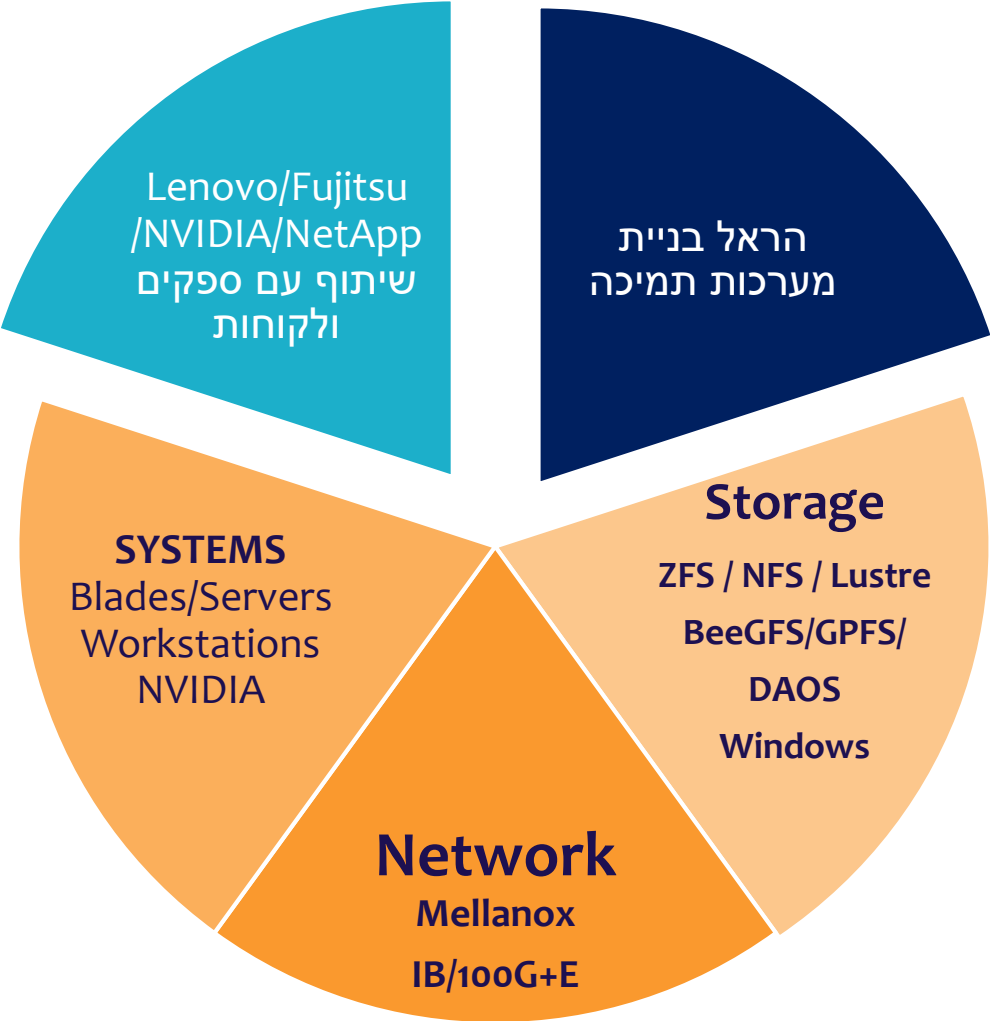 Lenovo/Fujitsu
/NVIDIA/NetApp
שיתוף עם ספקים
ולקוחות
הראל בניית
מערכות תמיכה
Storage
ZFS / NFS / Lustre
BeeGFS/GPFS/
DAOS
Windows
SYSTEMS
Blades/Servers
Workstations
NVIDIA
Network
Mellanox
IB/100G+E